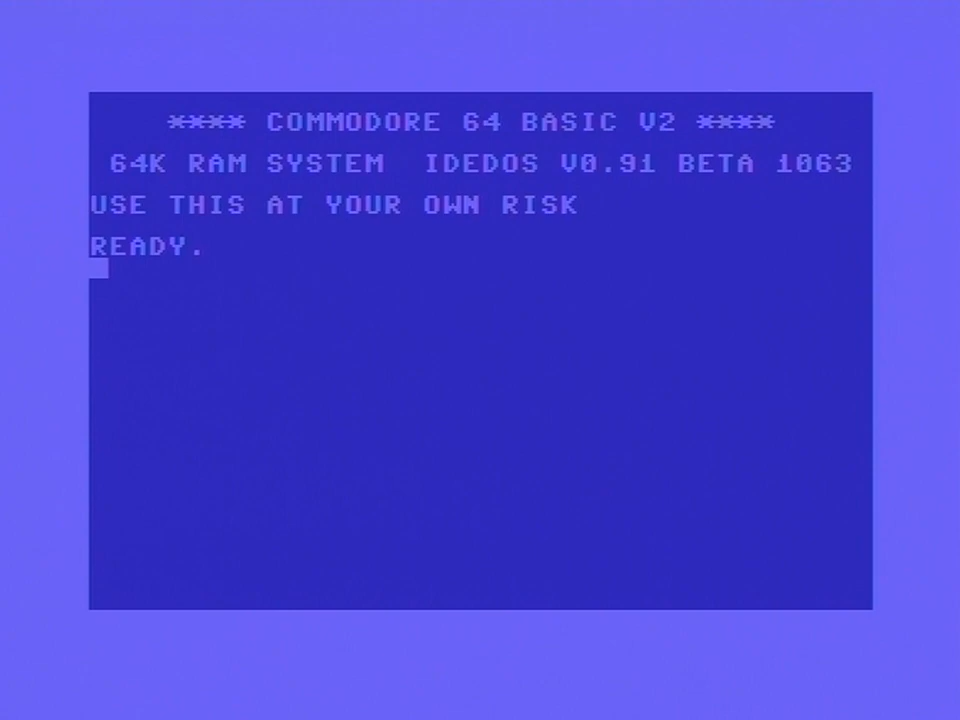 **** COMMODORE 64 BASIC V2 ****
64K RAM SYSTEM  IDEDOS V0.91 BETA 1063
USE THIS AT YOUR OWN RISK
READY.